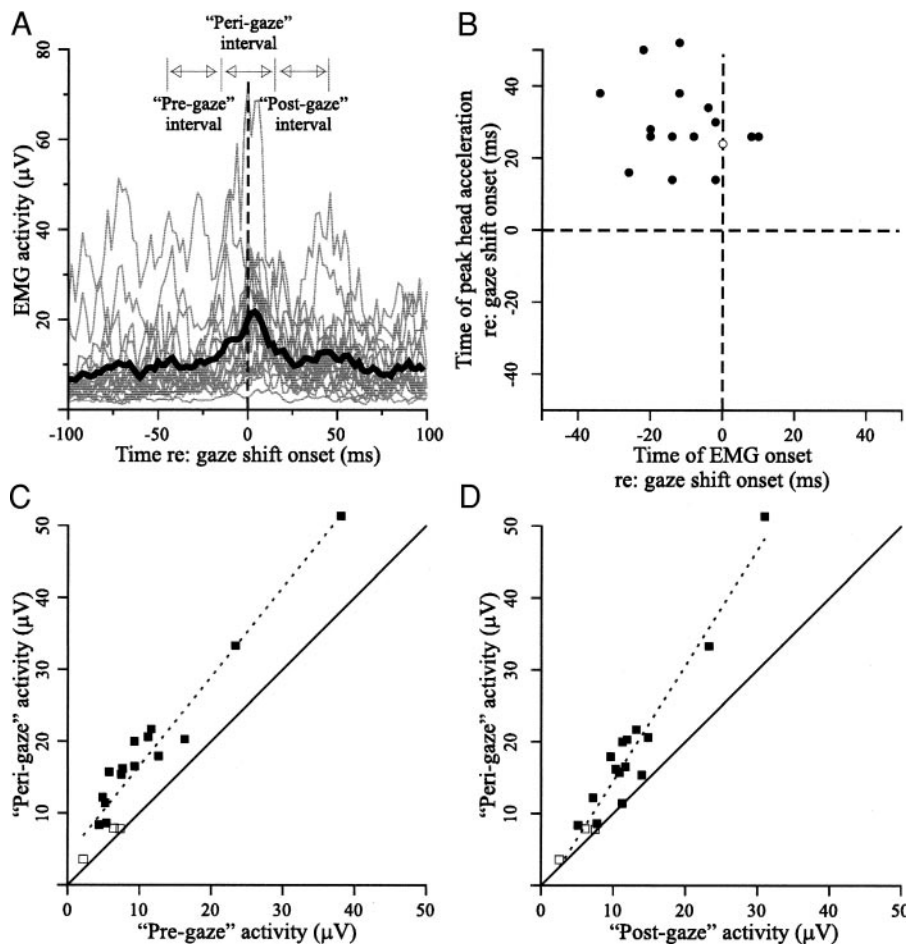 A
“Peri-gaze”
interval
“Pre-gaze”
interval
“Post-gaze”
interval
EMG activity (μV)
80
60
40
20
-100
-50
0
50
100
Time re: gaze shift onset (ms)
B
Time of peak head acceleration
re: gaze shift onset (ms)
40
20
0
-20
-40
-40
-20
0
20
40
Time of EMG onset
re: gaze shift onset (ms)
C
“Peri-gaze” activity (μV)
50
40
30
20
10
0
10
20
30
40
50
“Pre-gaze” activity (μV)
D
“Peri-gaze” activity (μV)
50
40
30
20
10
0
10
20
30
40
50
“Post-gaze” activity (μV)